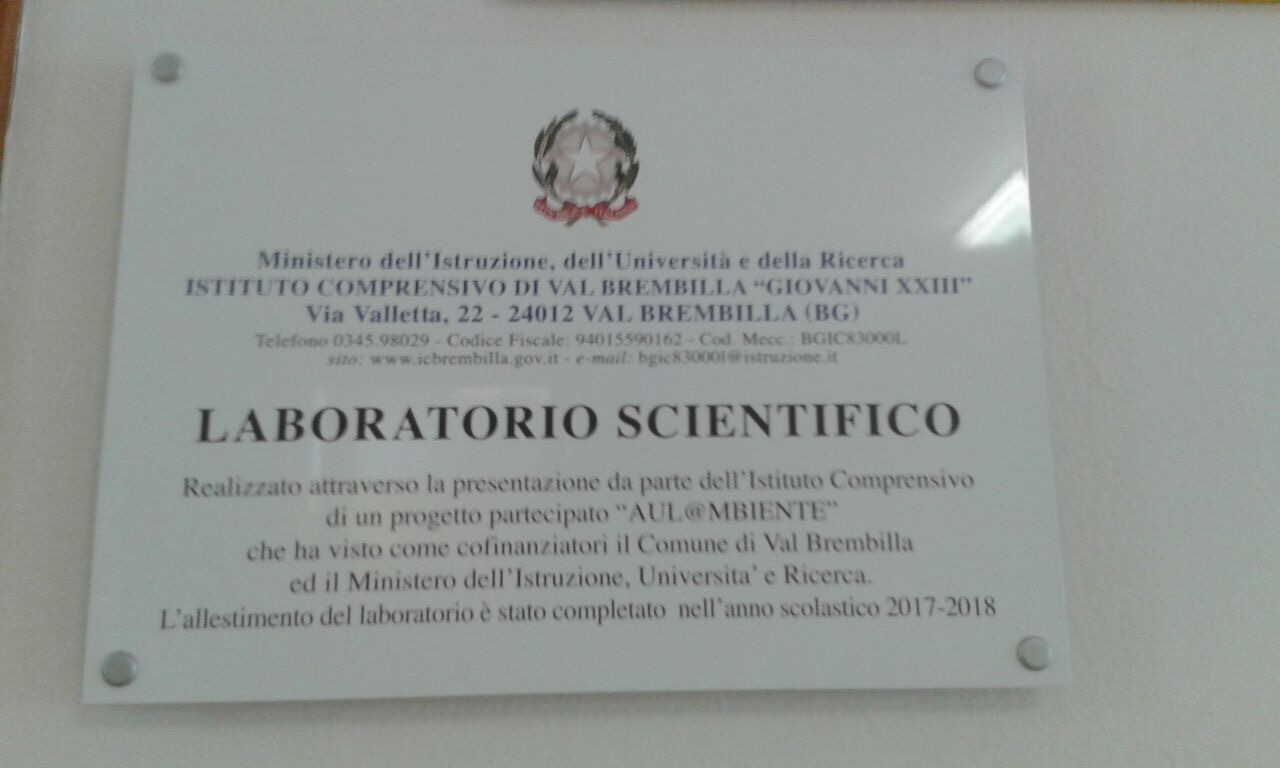 Ministero dell'Istruzione, dell'Università e della Ricerca
ISTITUTO COMPRENSIVO DI VAL BREMBILLA "GIOVANNI XXIII"
Via Valletta, 22 - 24012 VAL BREMBILLA (BG)
Telefono 0345.98029 - Codice Fiscale: 94015590162 - Cod. Mecc.: BGIC83000L
sito: www.icbrembilla.gov.it - e-mail: bgic83000l@istruzione.it
LABORATORIO SCIENTIFICO
Realizzato attraverso la presentazione da parte dell'Istituto Comprensivo
di un progetto partecipato "AUL@MBIENTE"
che ha visto come cofinanziatori il Comune di Val Brembilla
ed il Ministero dell'Istruzione, Universita' e Ricerca.
L'allestimento del laboratorio è stato completato nell'anno scolastico 2017-2018